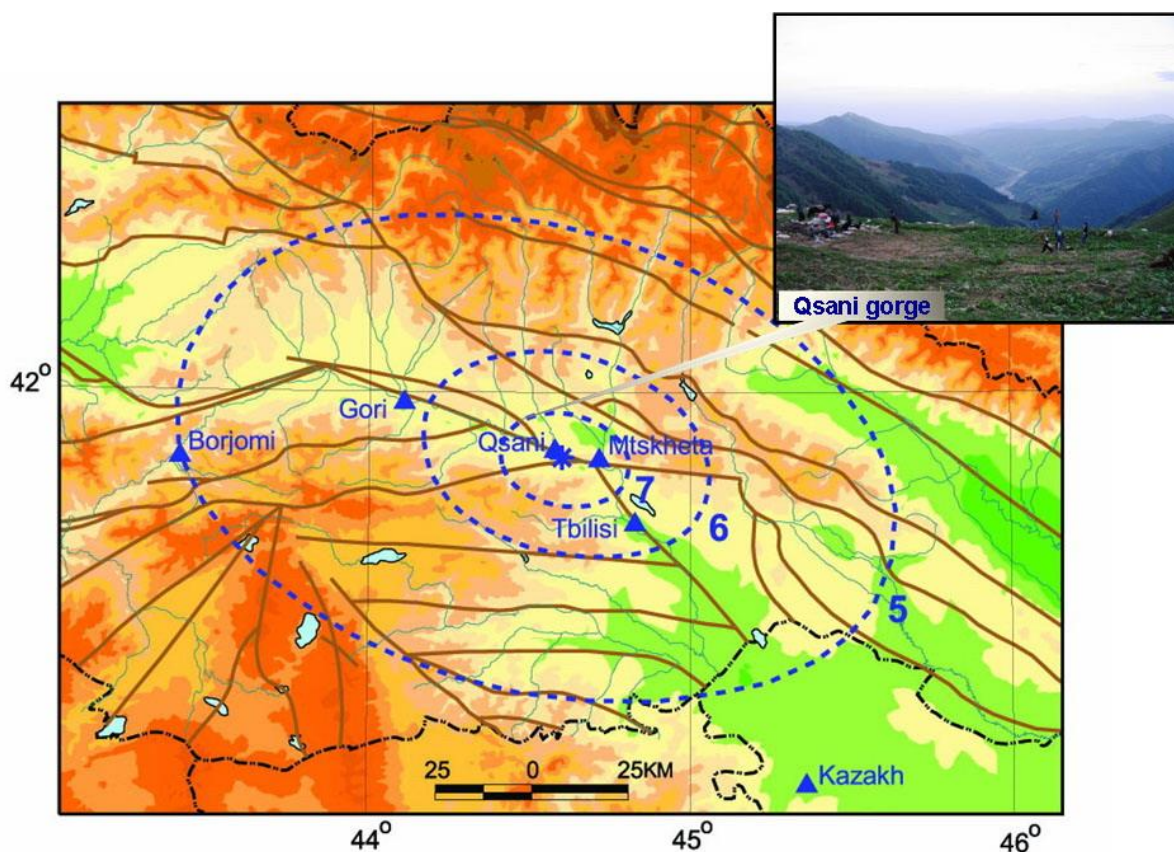 Qsani gorge
42°
Gori
Borjomi
Qsani
Mtskheta
7
Tbilisi
6
5
25 0 25KM
Kazakh
44° 45° 46°